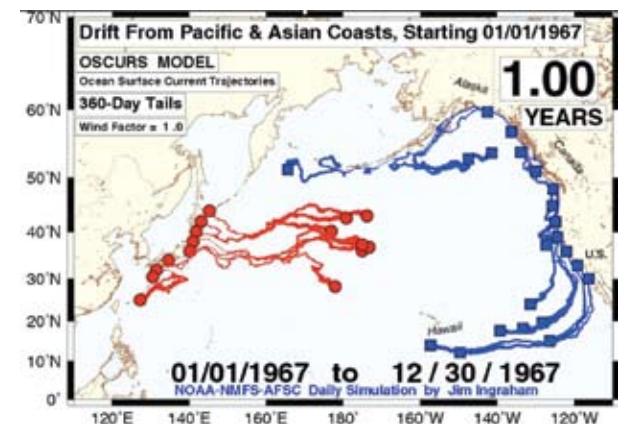 70°N
Drift From Pacific & Asian Coasts, Starting 01/01/1967
OSCURS MODEL
Ocean Surface Current Trajectories
360-Day Tails
Wind Factor = 1.0
1.00
YEARS
Alaska
Canada
60°N
50°N
40°N
30°N
U.S.
20°N
Hawaii
10°N
01/01/1967 to 12 / 30 / 1967
NOAA-NMFS-AFSC Daily Simulation by Jim Ingraham
0°
120°E 140°E 160°E 180° 160°W 140°W 120°W